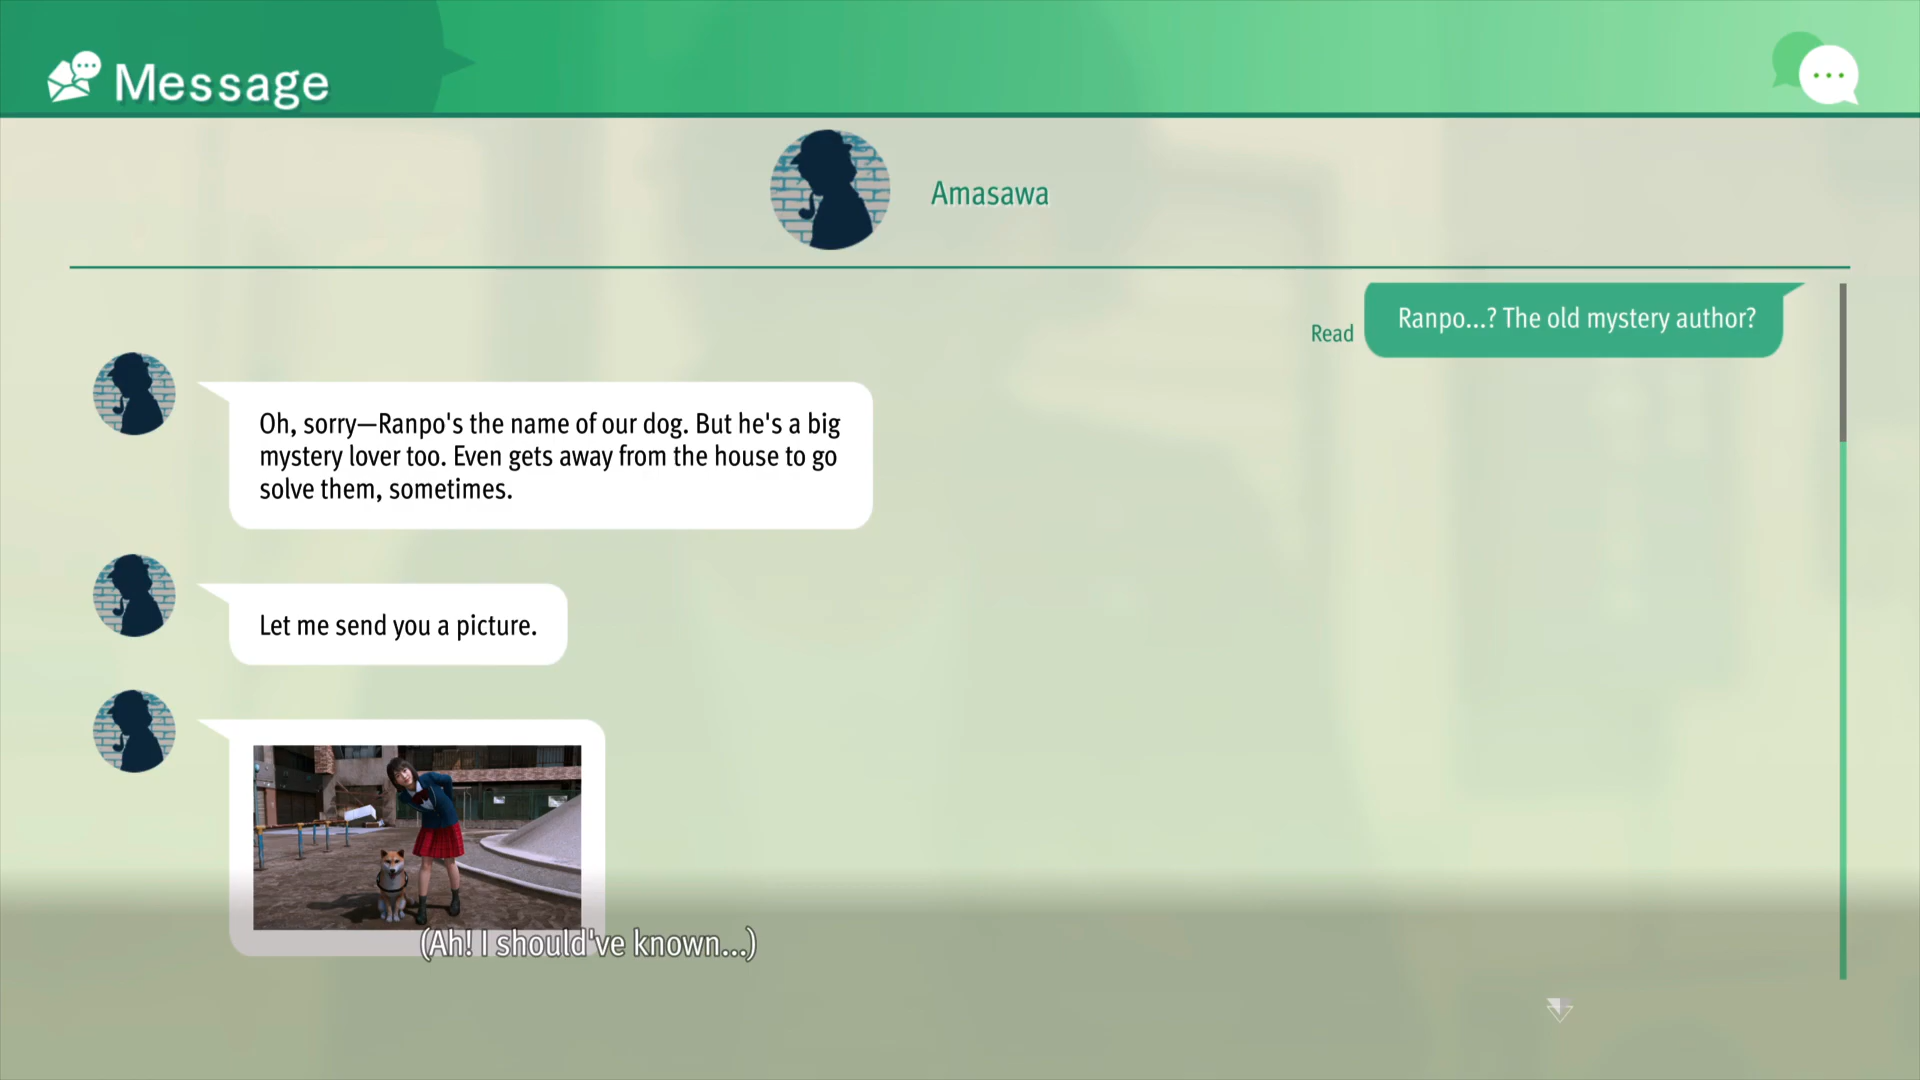 Message
Amasawa
Ranpo...? The old mystery author?
Read
Oh, sorry—Ranpo's the name of our dog. But he's a big
mystery lover too. Even gets away from the house to go
solve them, sometimes.
Let me send you a picture.
(Ah! I should've known...)